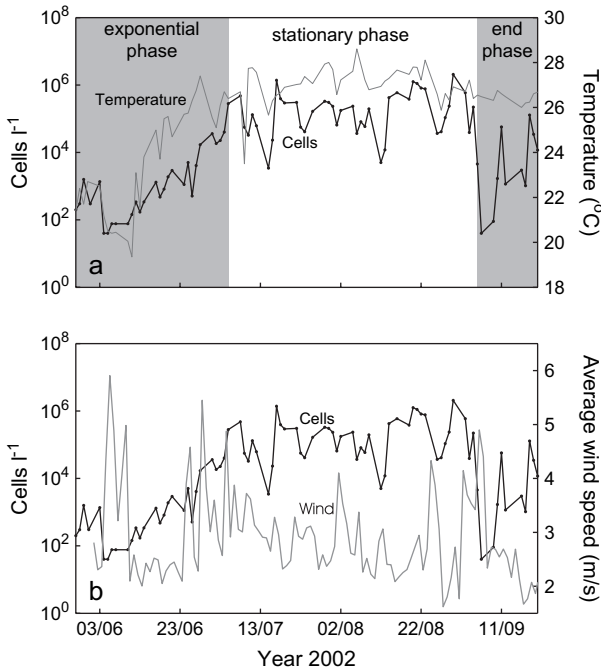 10^8
exponential
phase
stationary phase
end
phase
30
10^6
Temperature
28
26
Cells
Cells l^-1
10^4
24
Temperature (°C)
10^2
22
20
10^0
a
18
10^8
6
10^6
Cells
5
Cells l^-1
10^4
4
Average wind
speed (m/s)
Wind
3
10^2
2
10^0
b
03/06 23/06 13/07 02/08 22/08 11/09
Year 2002